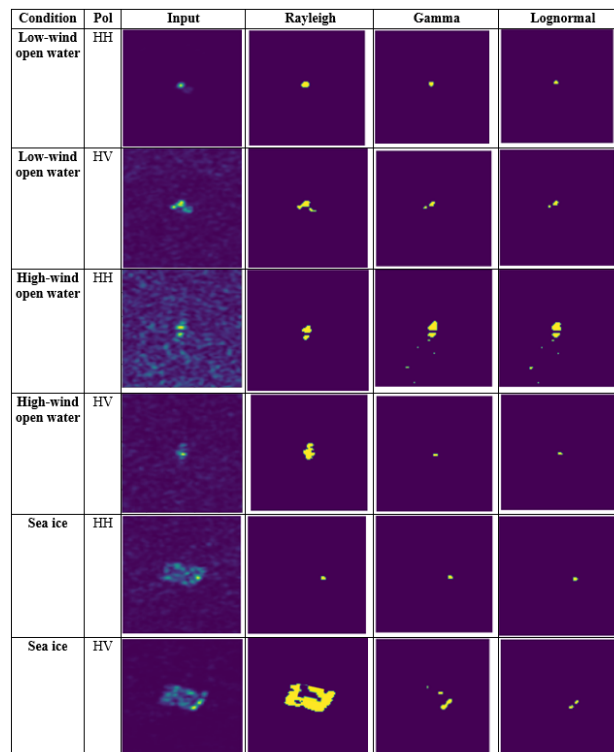 Condition Pol Input Rayleigh Gamma Lognormal
Low-wind HH
open water
Low-wind HV
open water
High-wind HH
open water
High-wind HV
open water
Sea ice HH
Sea ice HV